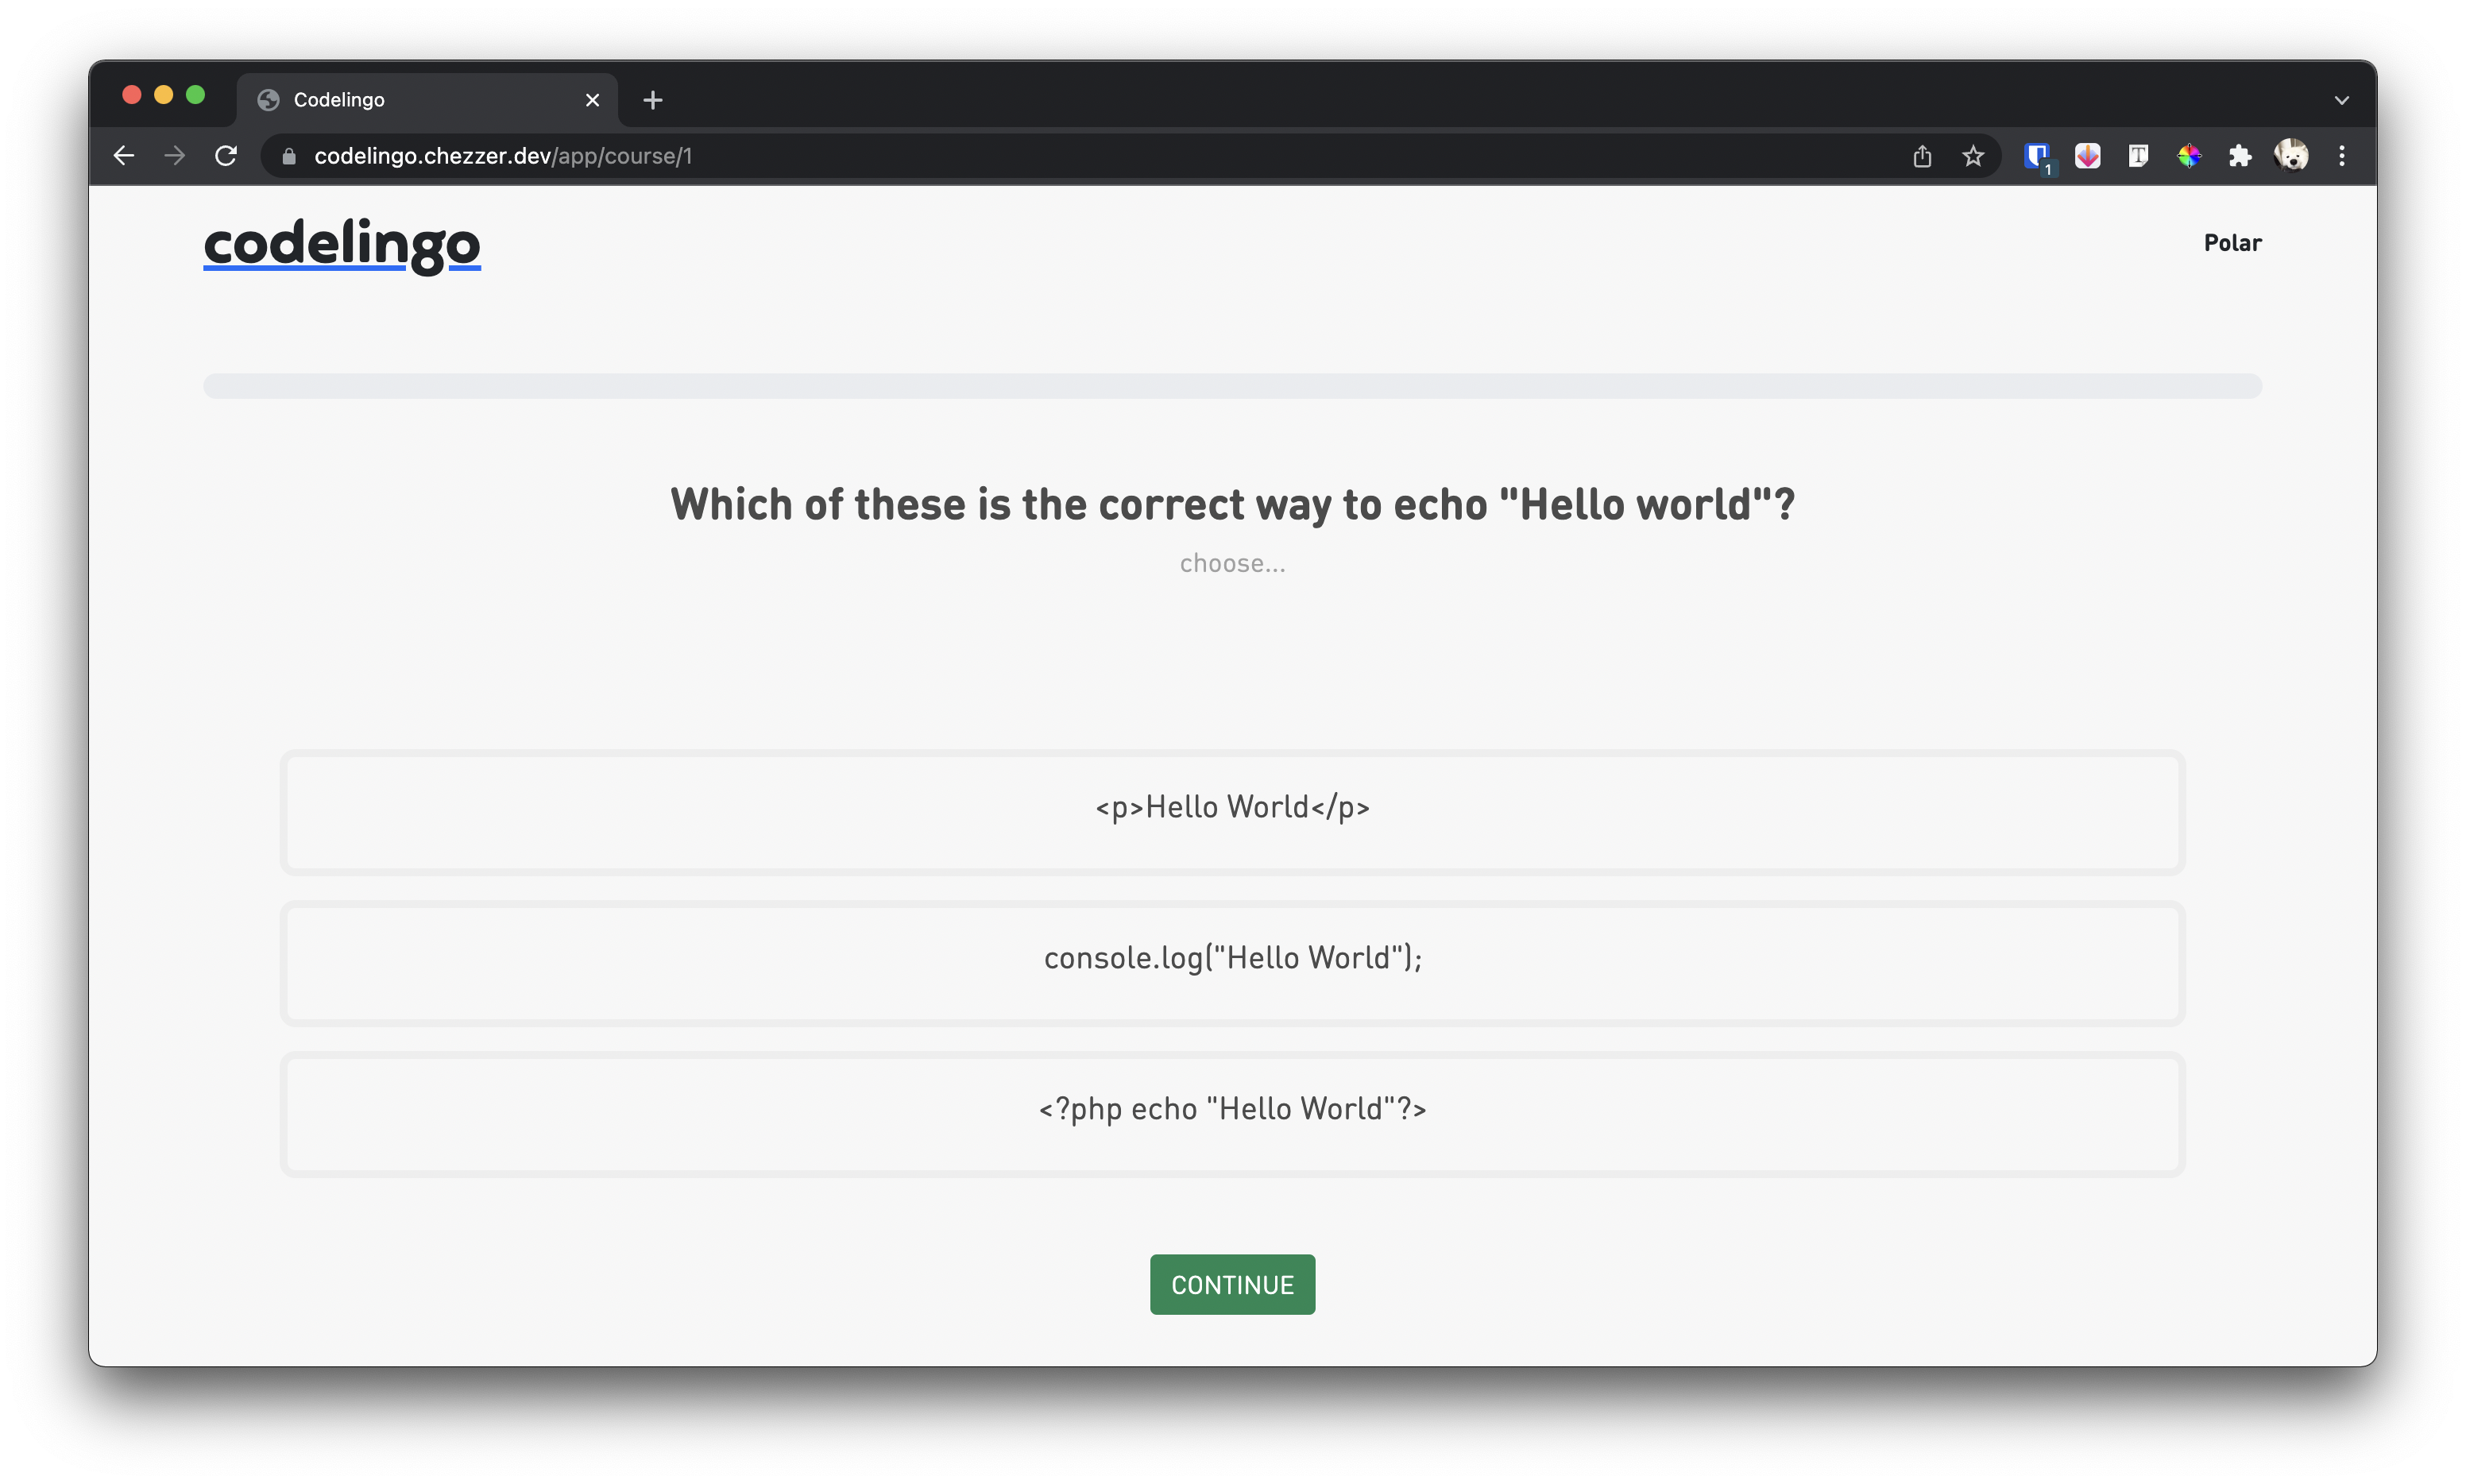 Codelingo
codelingo.chezzer.dev/app/course/1
1
codelingo
Polar
Which of these is the correct way to echo "Hello world"?
choose...
<p>Hello World</p>
console.log("Hello World");
<?php echo "Hello World"?>
CONTINUE